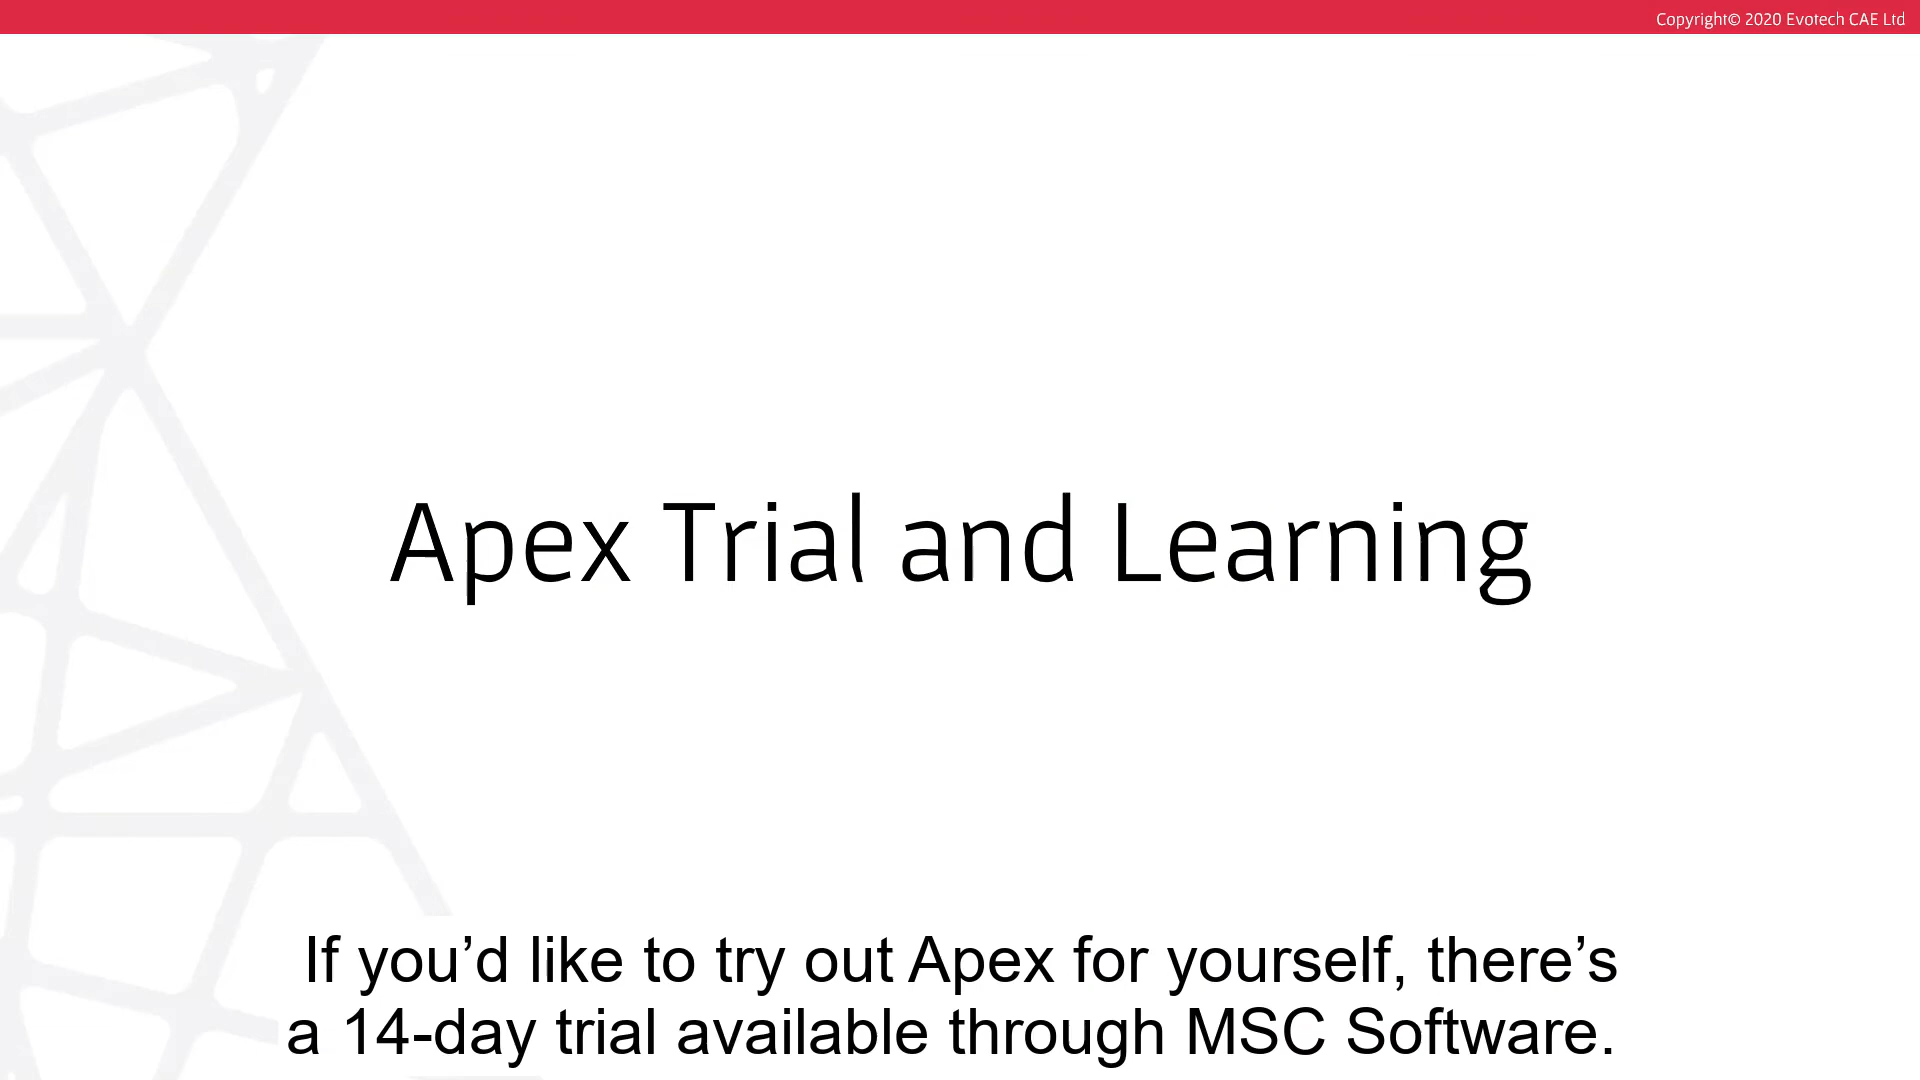 Copyright© 2020 Evotech CAE Ltd
Apex Trial and Learning
If you’d like to try out Apex for yourself, there’s
a 14-day trial available through MSC Software.